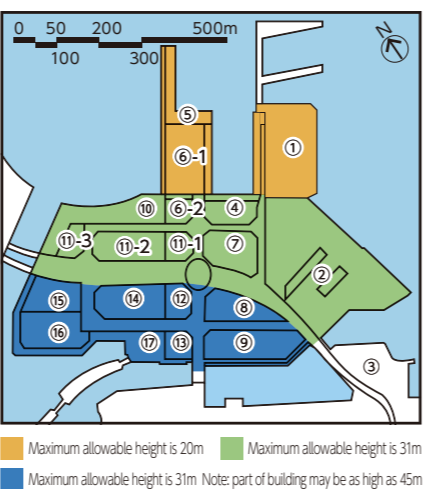 0 50 200 500m
100 300
N
⑤
①
⑥-1
⑩ ⑥-2 ④
⑪-3 ⑪-2 ⑪-1 ⑦
②
⑮ ⑭ ⑫ ⑧
⑯ ⑰ ⑬ ⑨
③
Maximum allowable height is 20m Maximum allowable height is 31m
Maximum allowable height is 31m Note: part of building may be as high as 45m